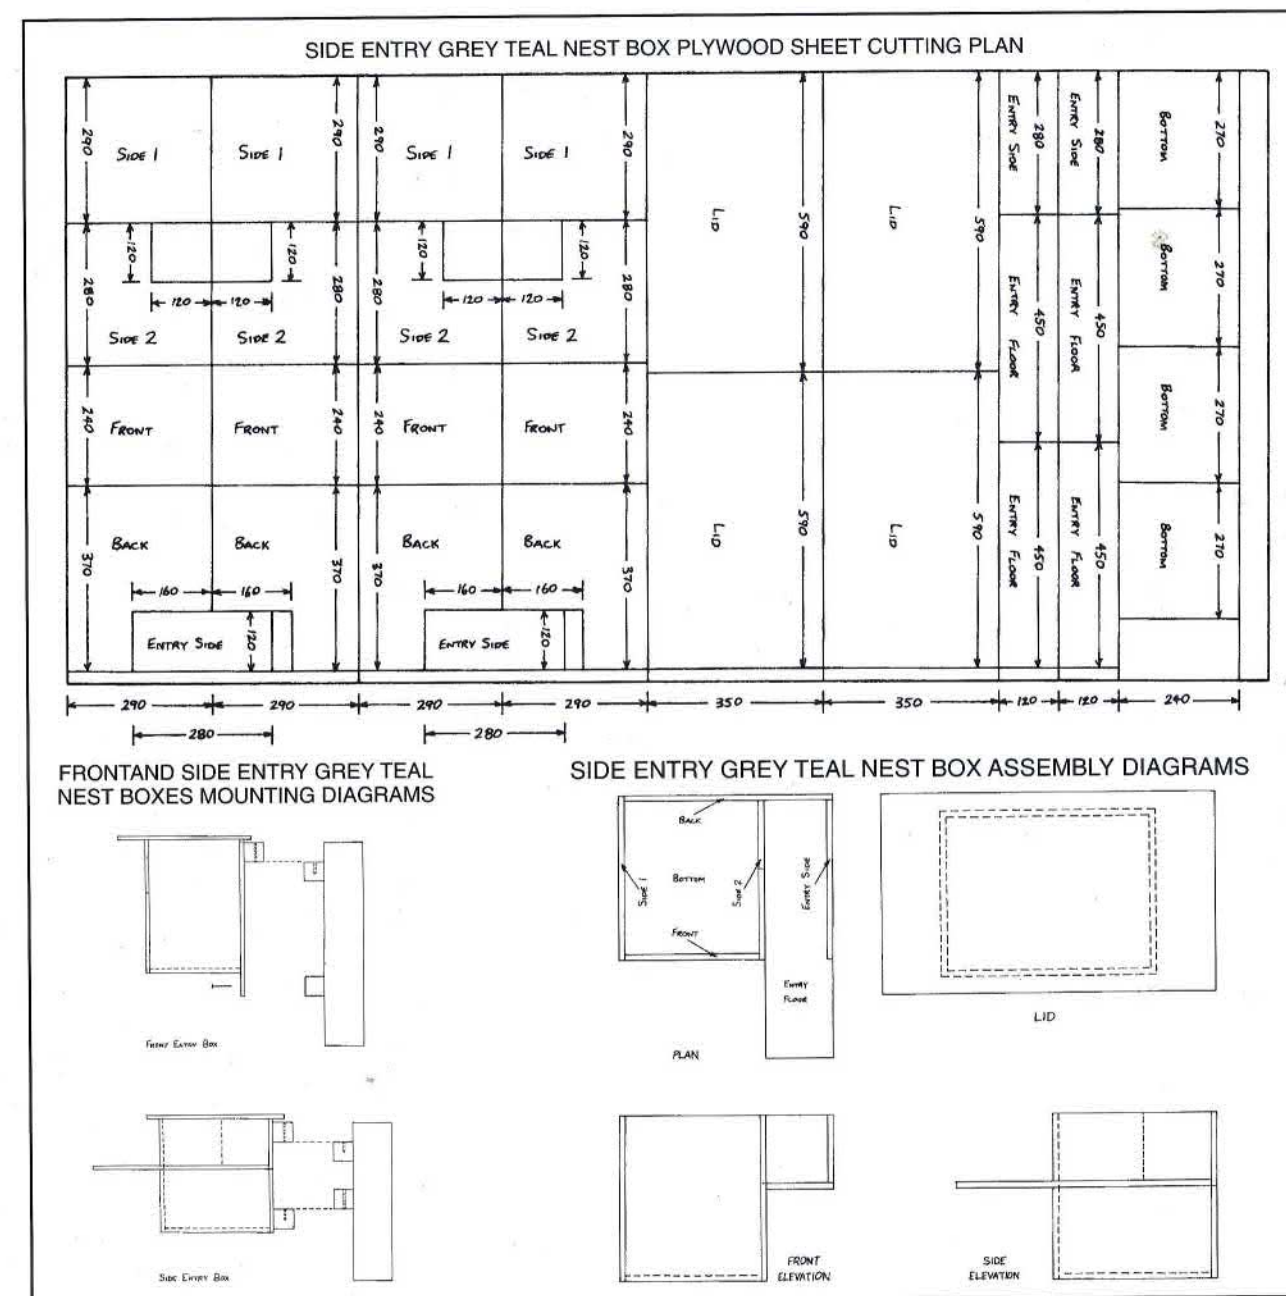 SIDE ENTRY GREY TEAL NEST BOX PLYWOOD SHEET CUTTING PLAN
290 SIDE 1 SIDE 1 290 290 SIDE 1 SIDE 1 290
LID 590 LID 590
ENTRY SIDE 280 ENTRY SIDE 280
BOTTOM 270
120 120 120 120
280 280 280 280
120 120 120 120
SIDE 2 SIDE 2 SIDE 2 SIDE 2
ENTRY FLOOR 450 ENTRY FLOOR 450
BOTTOM 270
240 FRONT FRONT 240 240 FRONT FRONT 240
BOTTOM 270
370 BACK BACK 370 370 BACK BACK 370
LID 590 LID 590
ENTRY FLOOR 450 ENTRY FLOOR 450
BOTTOM 270
160 160 160 160
ENTRY SIDE 120 ENTRY SIDE 120
290 290 290 290 350 350 120 120 240
280 280
FRONTAND SIDE ENTRY GREY TEAL
NEST BOXES MOUNTING DIAGRAMS
FRONT ENTRY BOX
SIDE ENTRY BOX
SIDE ENTRY GREY TEAL NEST BOX ASSEMBLY DIAGRAMS
BACK
SIDE 1
BOTTOM
SIDE 2
ENTRY SIDE
FRONT
ENTRY
FLOOR
PLAN
LID
FRONT
ELEVATION
SIDE
ELEVATION